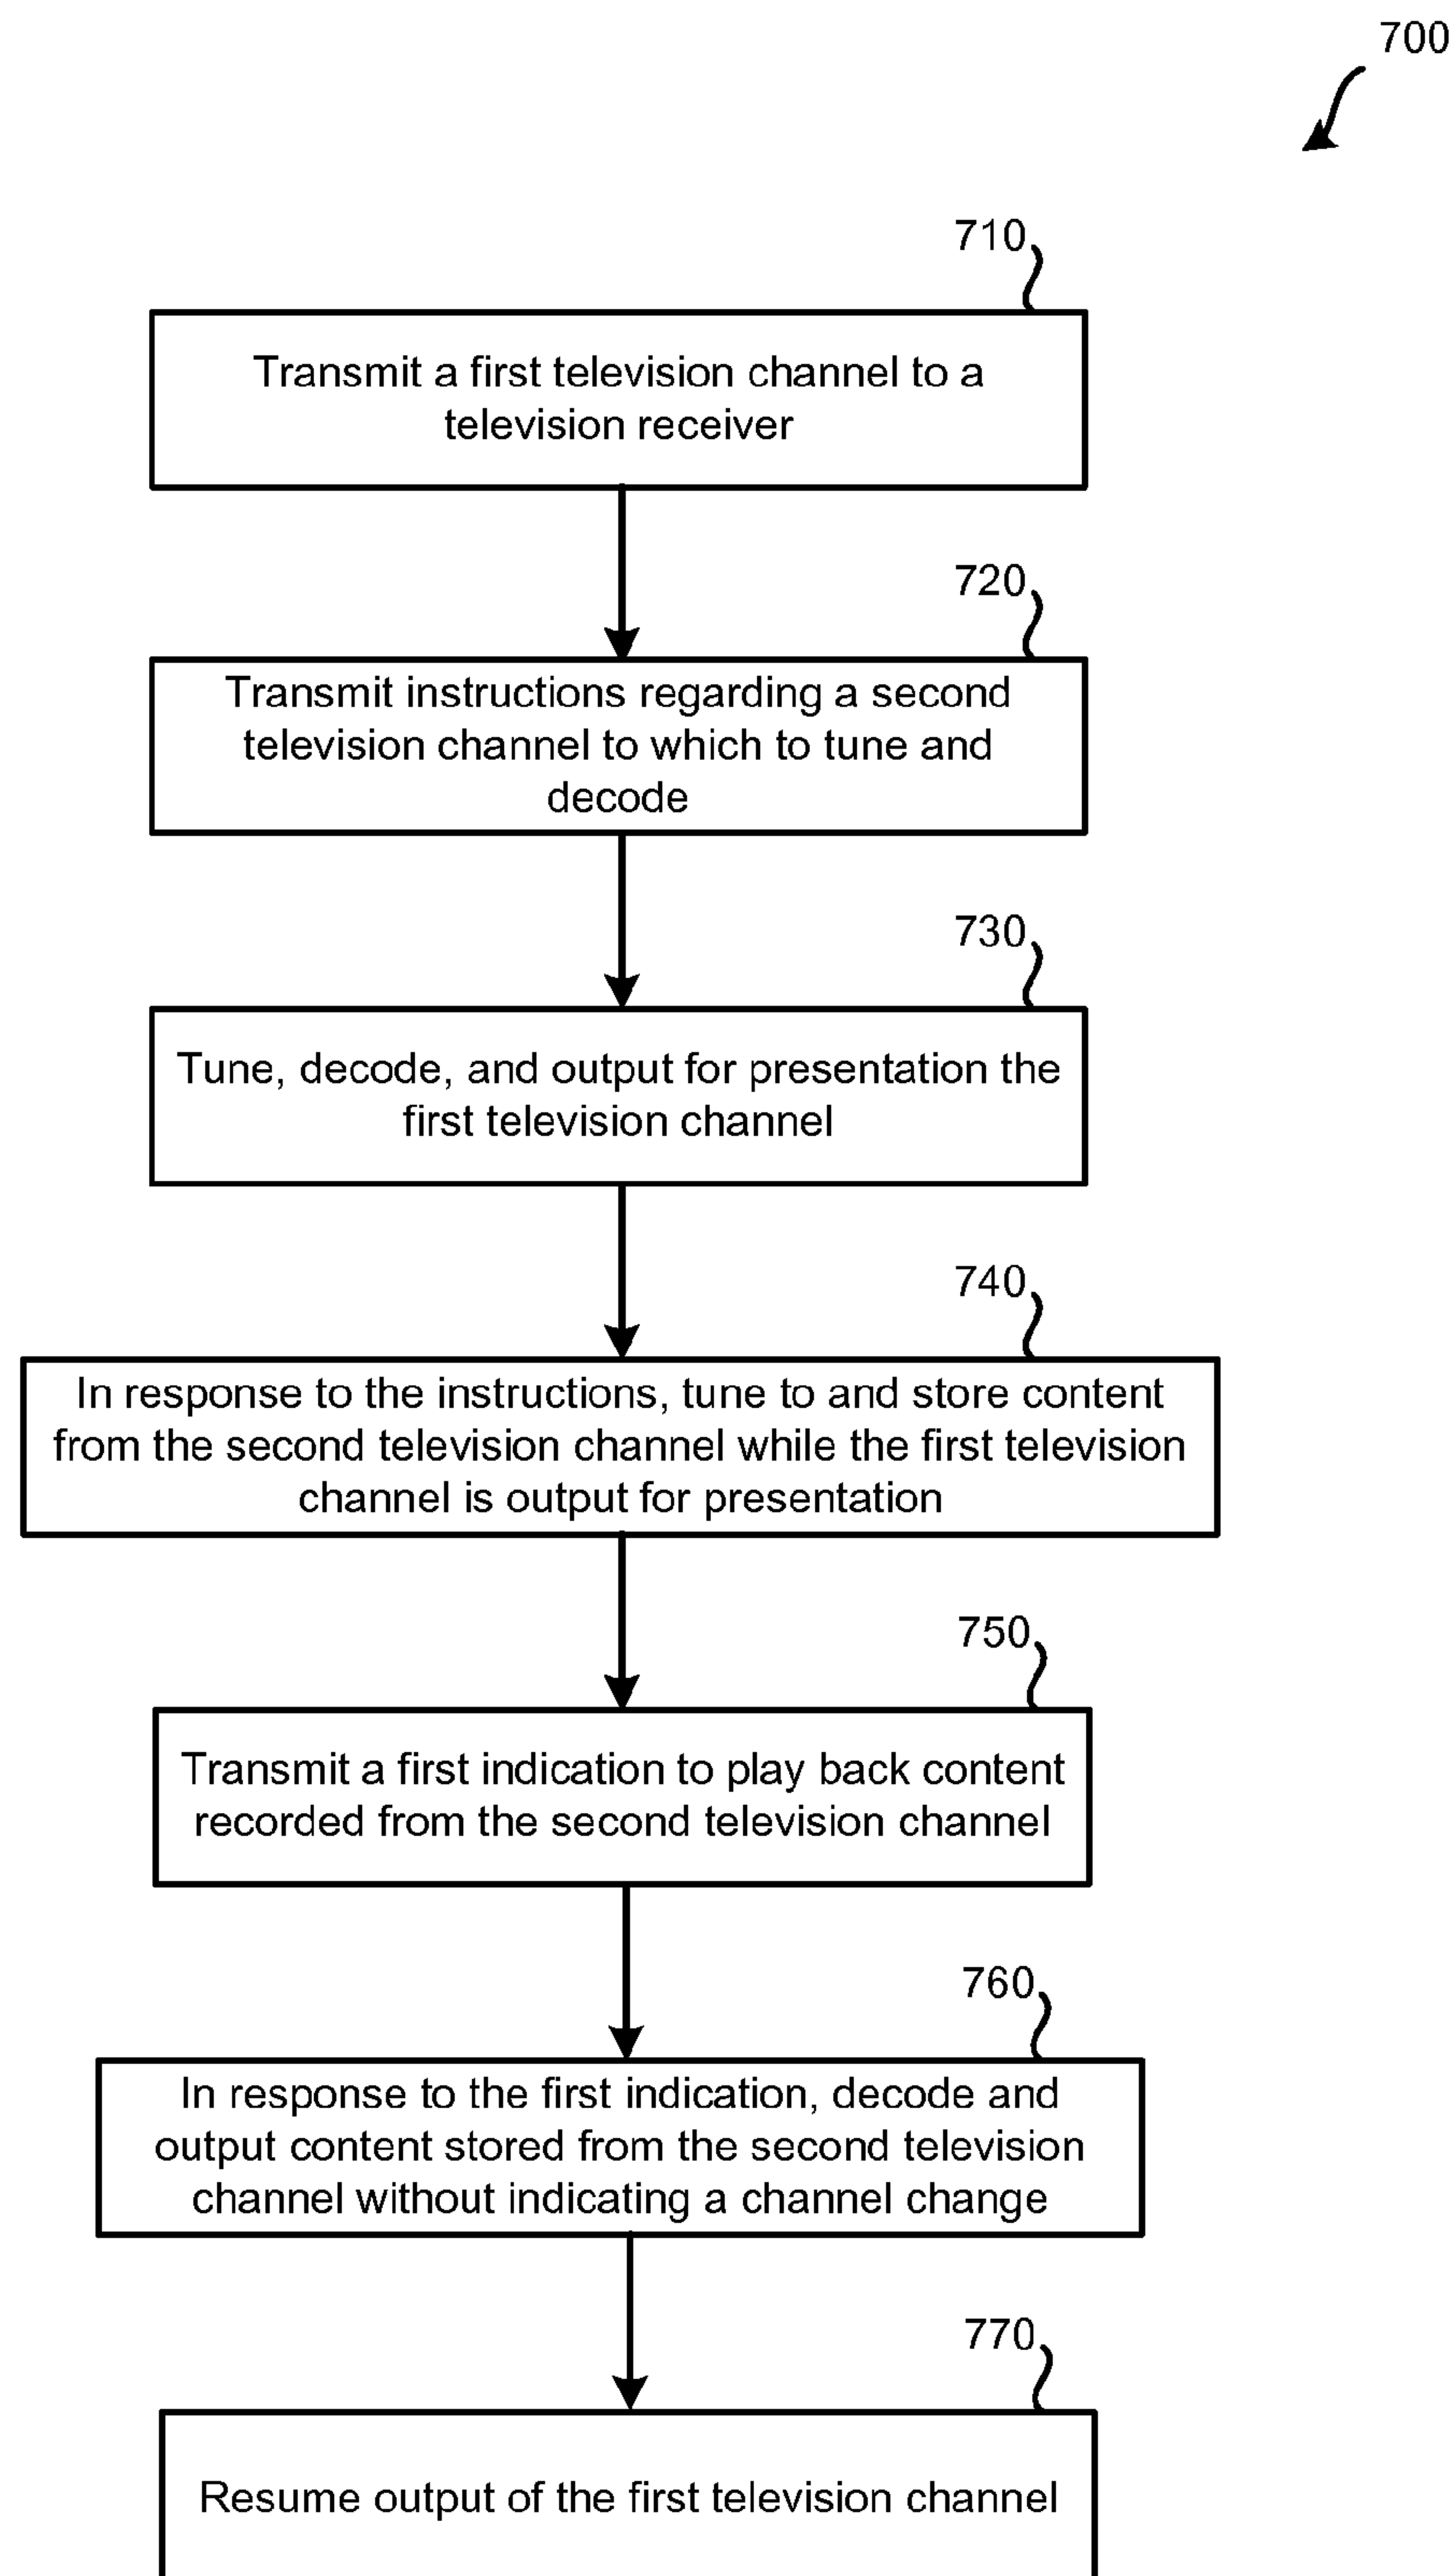 700
710
Transmit a first television channel to a
television receiver
720
Transmit instructions regarding a second
television channel to which to tune and
decode
730
Tune, decode, and output for presentation the
first television channel
740
In response to the instructions, tune to and store content
from the second television channel while the first television
channel is output for presentation
750
Transmit a first indication to play back content
recorded from the second television channel
760
In response to the first indication, decode and
output content stored from the second television
channel without indicating a channel change
770
Resume output of the first television channel